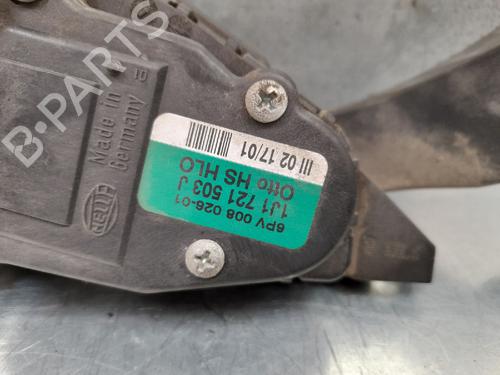 B-PARTS
Made in
Germany
10
HELLA
6PV 008 026-01
1J1 721 503 J
Otto HS HLO
III 02 17/01